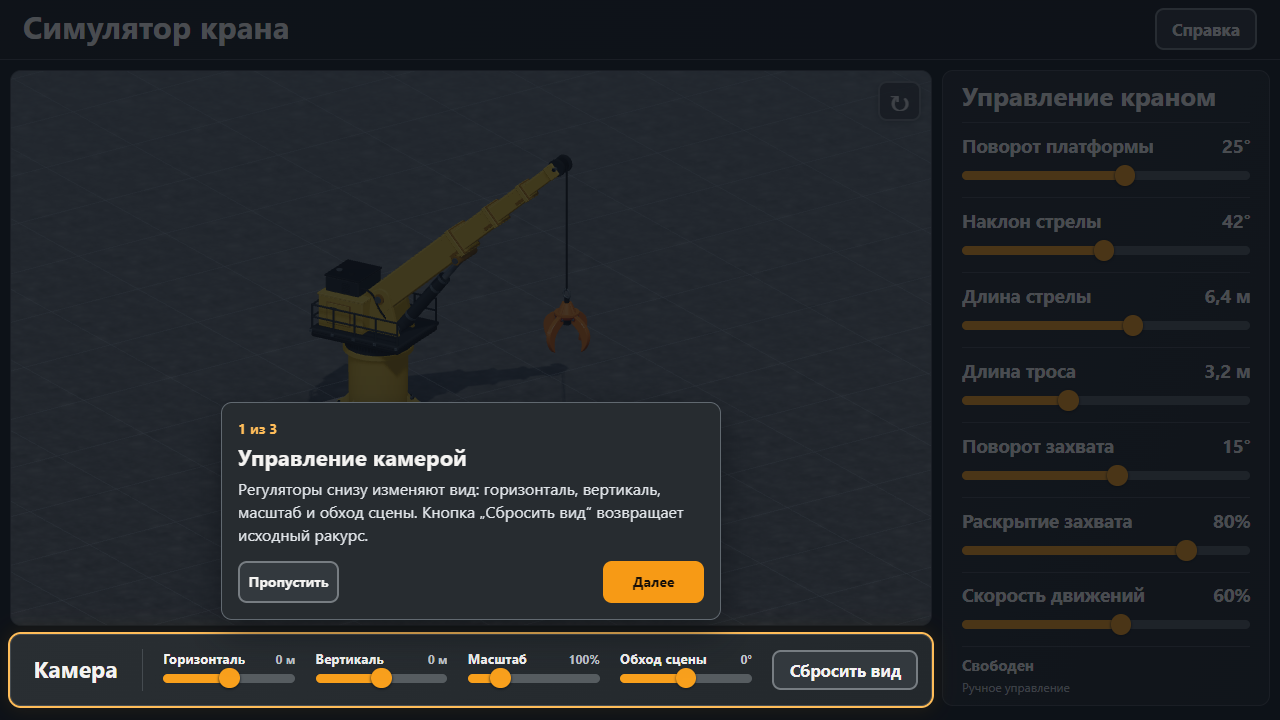 Симулятор крана
Справка
Управление краном
Поворот платформы 25°
Наклон стрелы 42°
Длина стрелы 6,4 м
Длина троса 3,2 м
Поворот захвата 15°
Раскрытие захвата 80%
Скорость движений 60%
Свободен
Ручное управление
1 из 3
Управление камерой
Регуляторы снизу изменяют вид: горизонталь, вертикаль,
масштаб и обход сцены. Кнопка „Сбросить вид“ возвращает
исходный ракурс.
Пропустить
Далее
Камера
Горизонталь 0 м
Вертикаль 0 м
Масштаб 100%
Обход сцены 0°
Сбросить вид